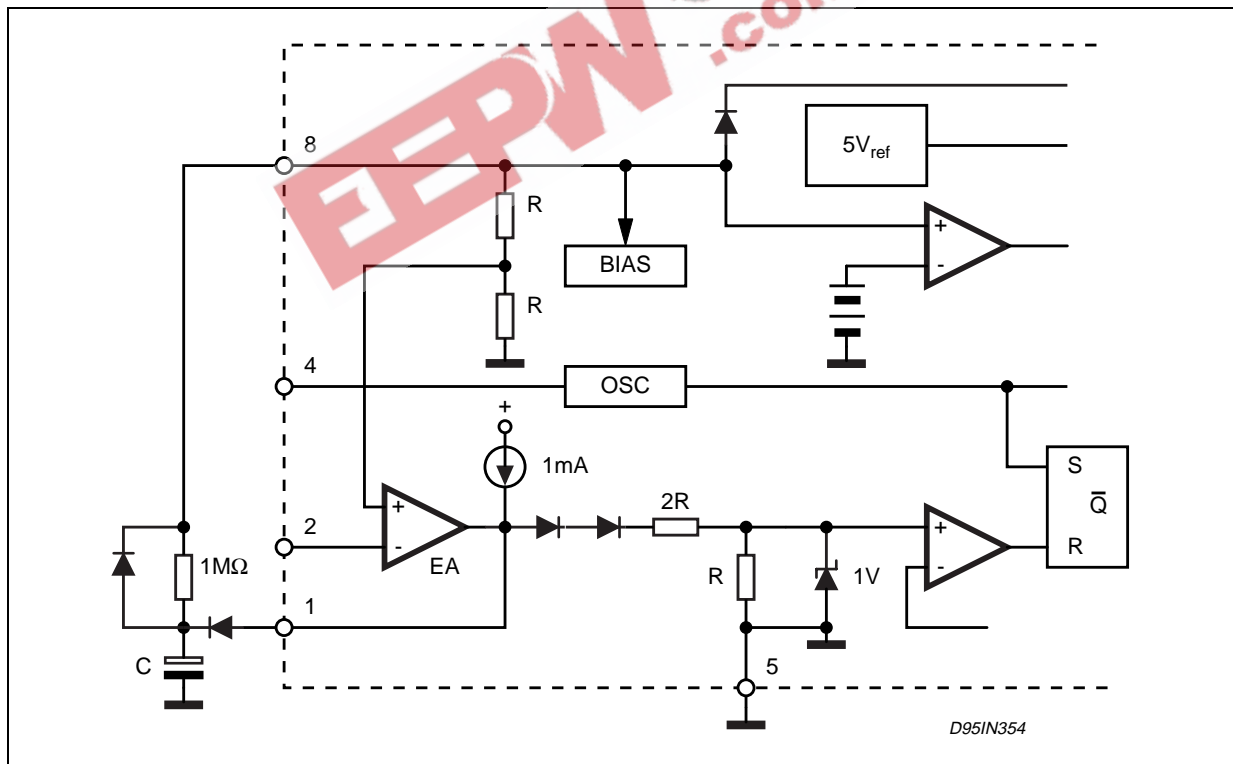 EEPW
.com
8
5Vref
R
+
-
BIAS
R
4
OSC
+
1mA
S
Q̅
2R
+
-
EA
2
R
1V
+
-
R
1MΩ
1
C
5
D95IN354